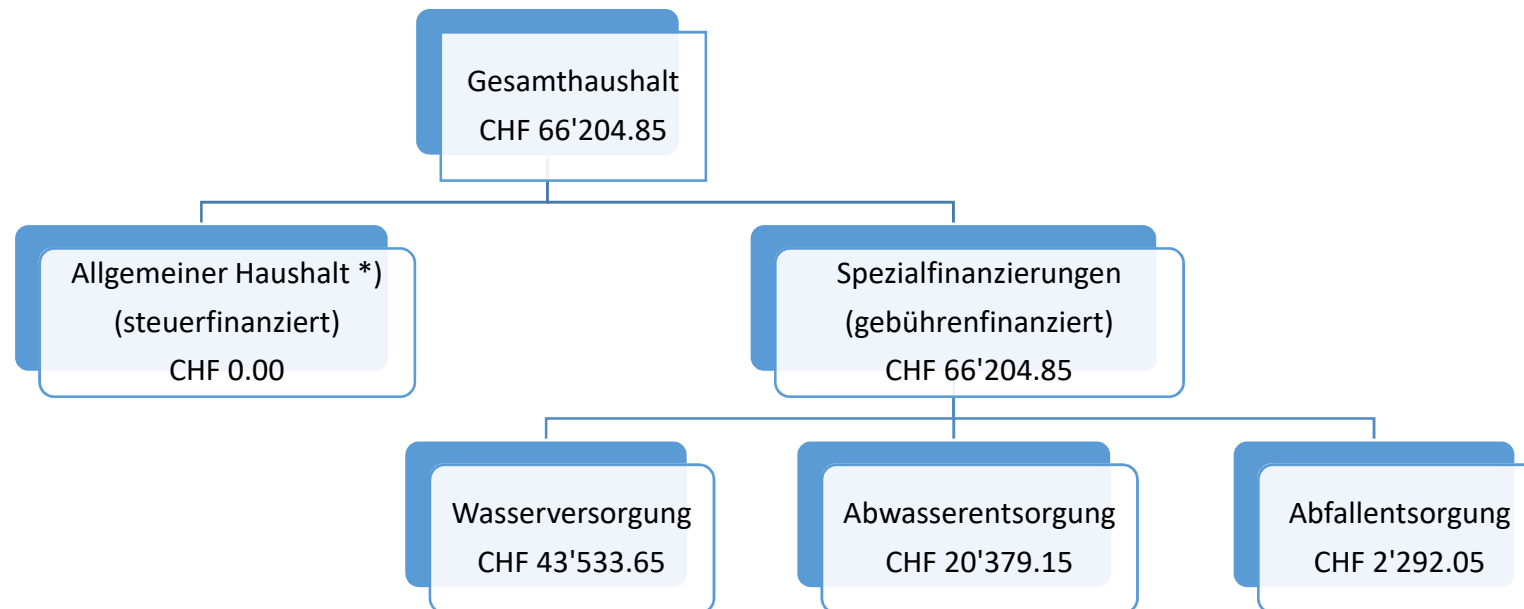 Gesamthaushalt
CHF 66'204.85
Allgemeiner Haushalt *)
(steuerfinanziert)
CHF 0.00
Spezialfinanzierungen
(gebührenfinanziert)
CHF 66'204.85
Wasserversorgung
CHF 43'533.65
Abwasserentsorgung
CHF 20'379.15
Abfallentsorgung
CHF 2'292.05